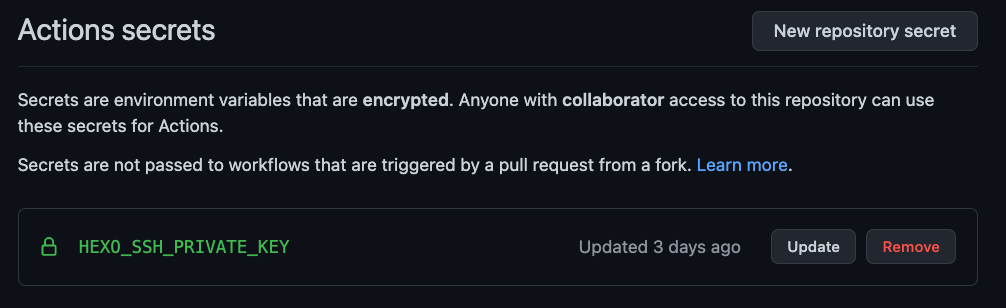 Actions secrets
New repository secret
Secrets are environment variables that are encrypted. Anyone with collaborator access to this repository can use
these secrets for Actions.
Secrets are not passed to workflows that are triggered by a pull request from a fork. Learn more.
HEXO_SSH_PRIVATE_KEY
Updated 3 days ago
Update
Remove